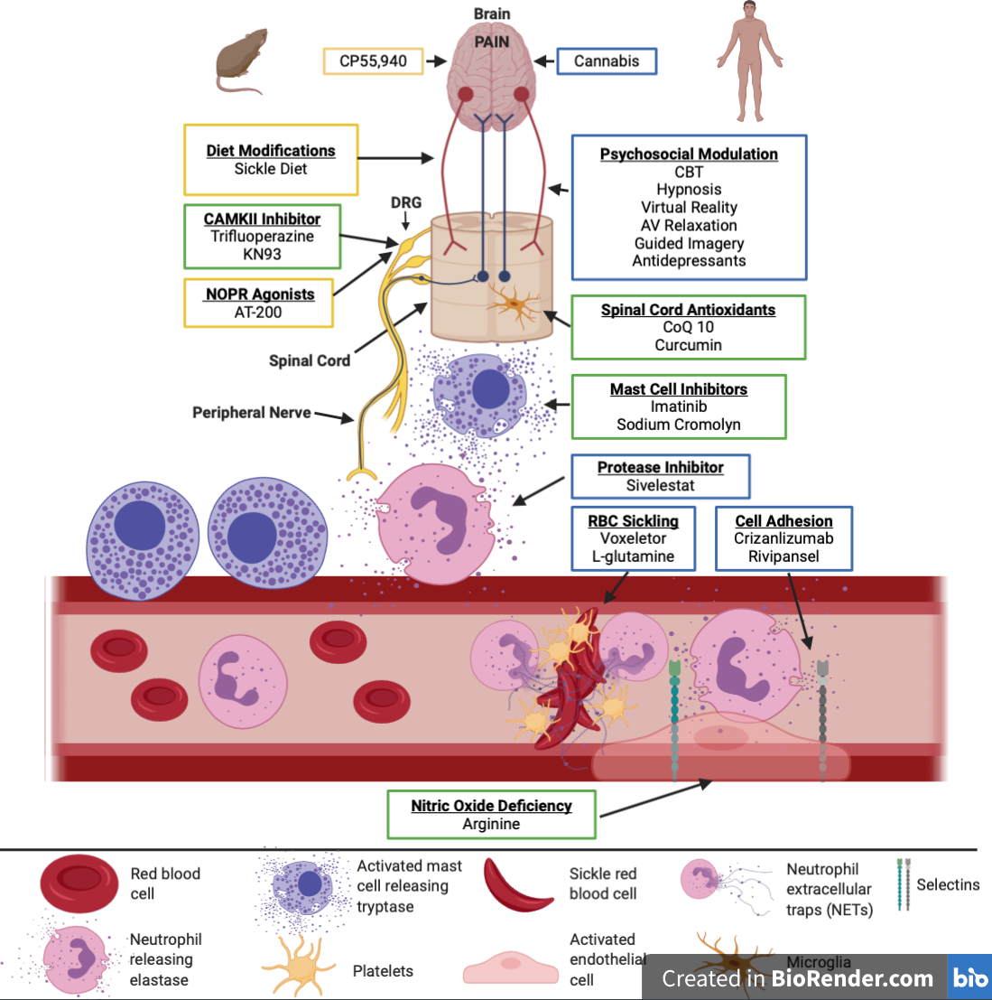 Brain
PAIN
CP55,940
Cannabis
Diet Modifications
Sickle Diet
Psychosocial Modulation
CBT
Hypnosis
Virtual Reality
AV Relaxation
Guided Imagery
Antidepressants
DRG
CAMKII Inhibitor
Trifluoperazine
KN93
NOPR Agonists
AT-200
Spinal Cord Antioxidants
CoQ 10
Curcumin
Spinal Cord
Mast Cell Inhibitors
Imatinib
Sodium Cromolyn
Peripheral Nerve
Protease Inhibitor
Sivelestat
RBC Sickling
Voxeletor
L-glutamine
Cell Adhesion
Crizanlizumab
Rivipansel
Nitric Oxide Deficiency
Arginine
Red blood
cell
Activated mast
cell releasing
tryptase
Sickle red
blood cell
Neutrophil
extracellular
traps (NETs)
Selectins
Neutrophil
releasing
elastase
Platelets
Activated
endothelial
cell
Microglia
Created in BioRender.com
bio